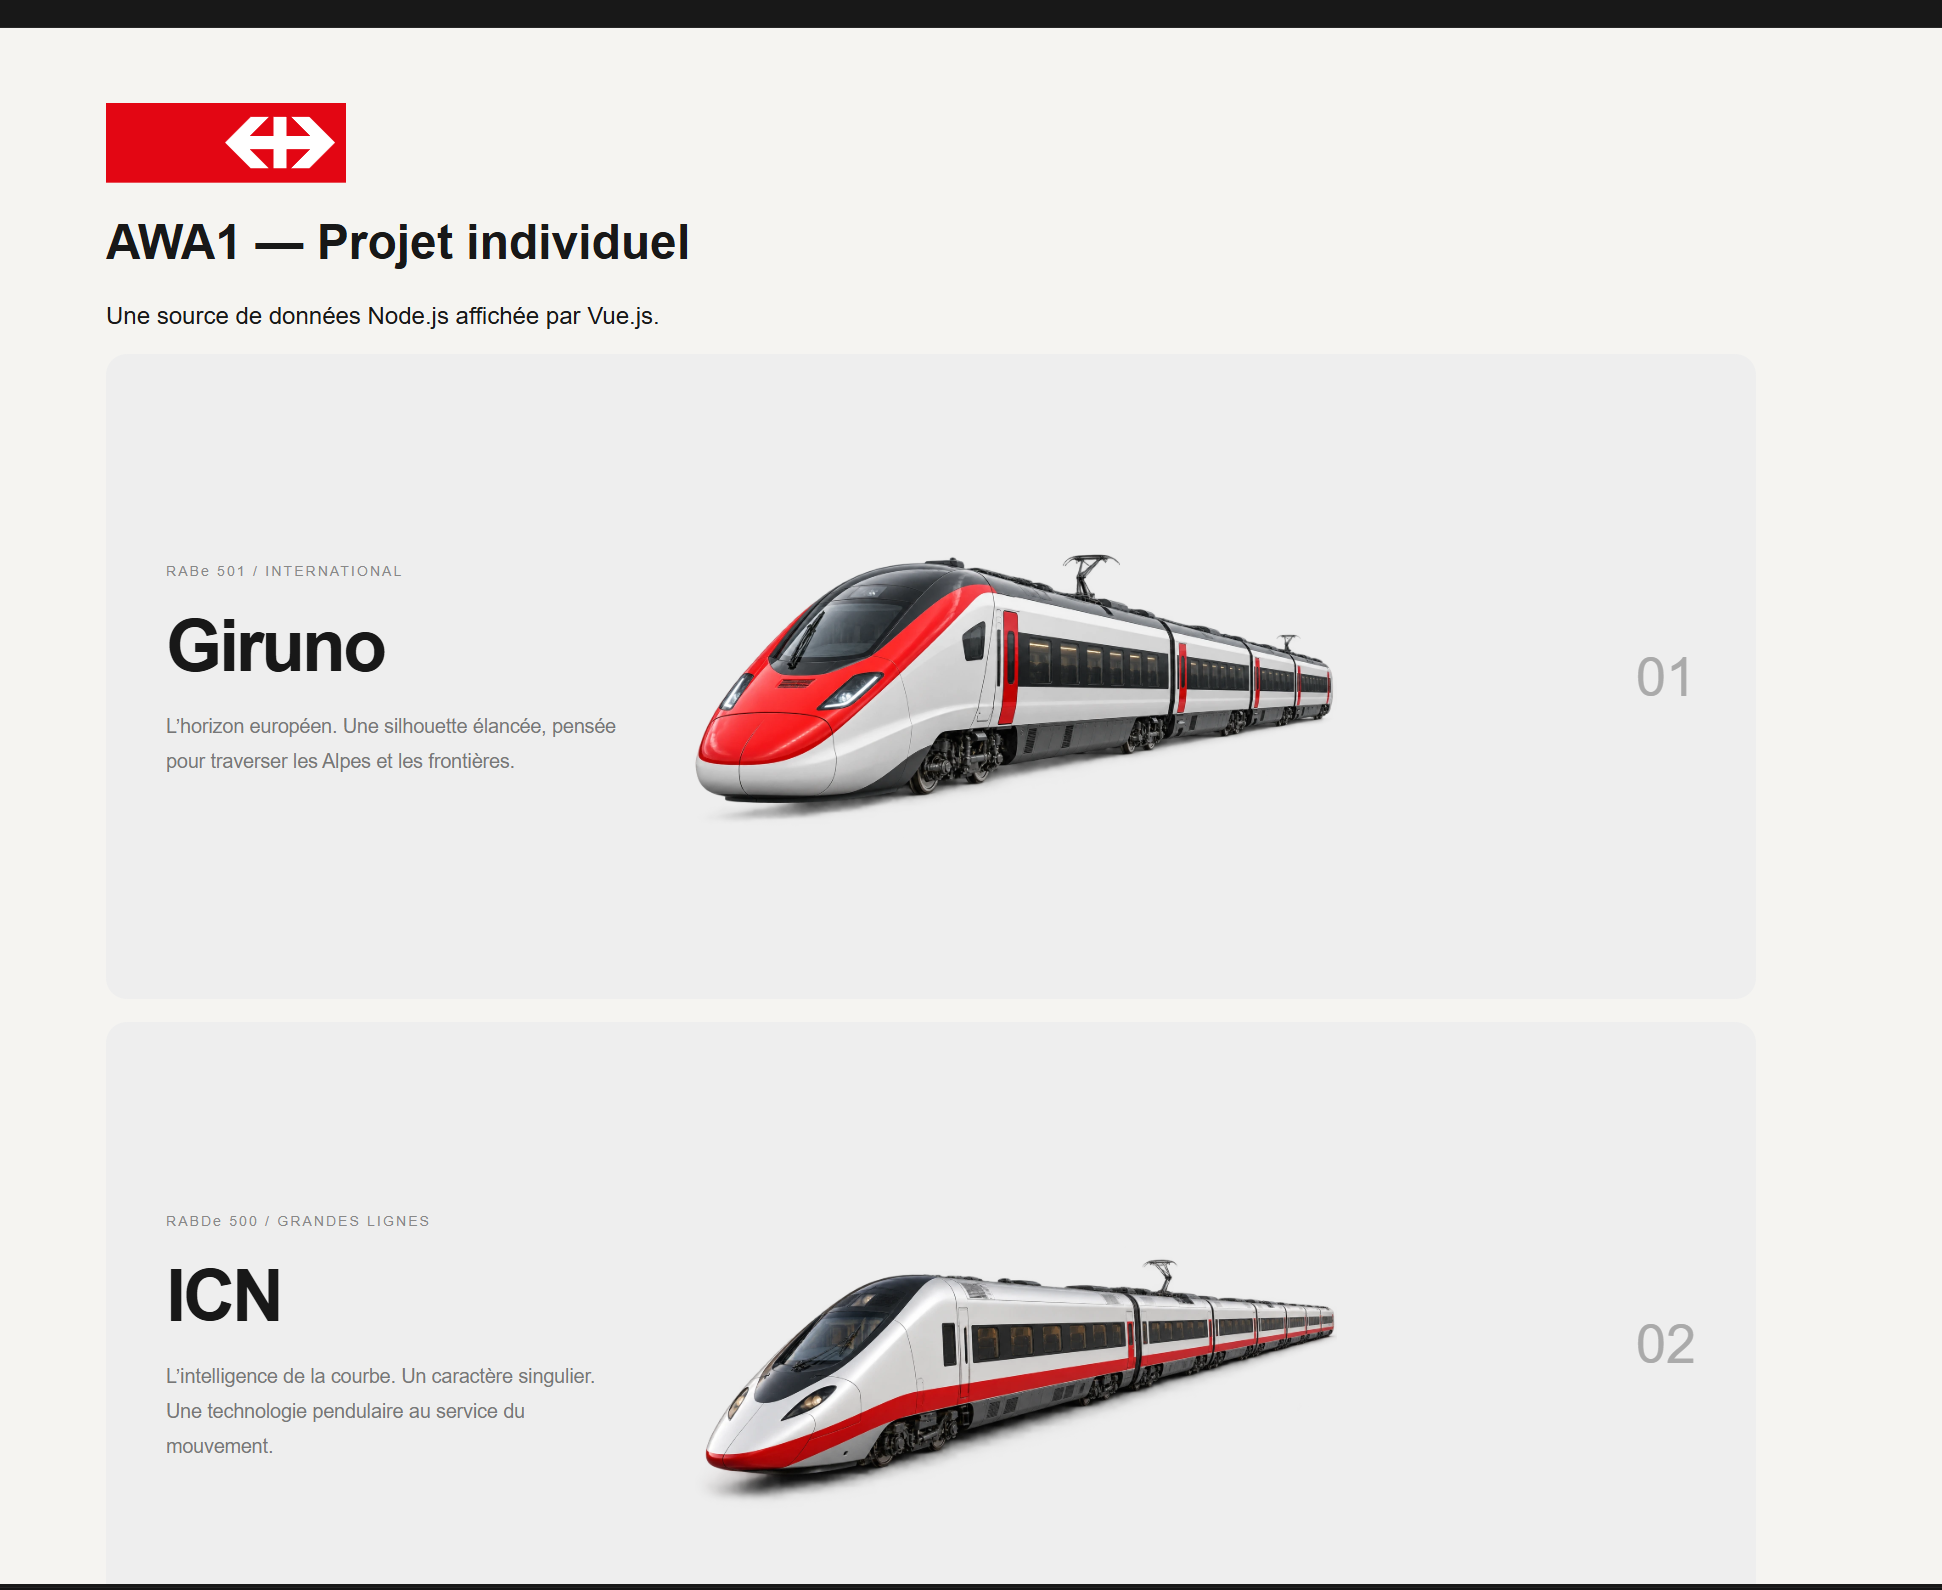 AWA1 — Projet individuel
Une source de données Node.js affichée par Vue.js.
RABe 501 / INTERNATIONAL
Giruno
L’horizon européen. Une silhouette élancée, pensée
pour traverser les Alpes et les frontières.
01
RABDe 500 / GRANDES LIGNES
ICN
L’intelligence de la courbe. Un caractère singulier.
Une technologie pendulaire au service du
mouvement.
02